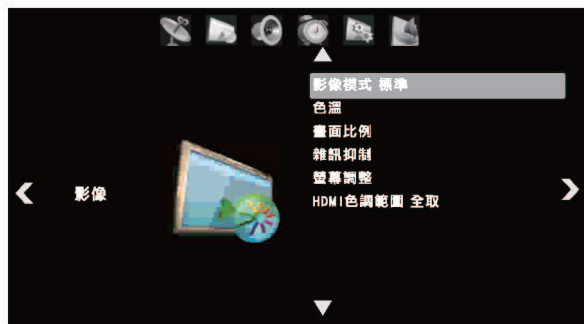 影像模式 標準
色溫
畫面比例
雜訊抑制
螢幕調整
HDMI色調範圍 全取
影像